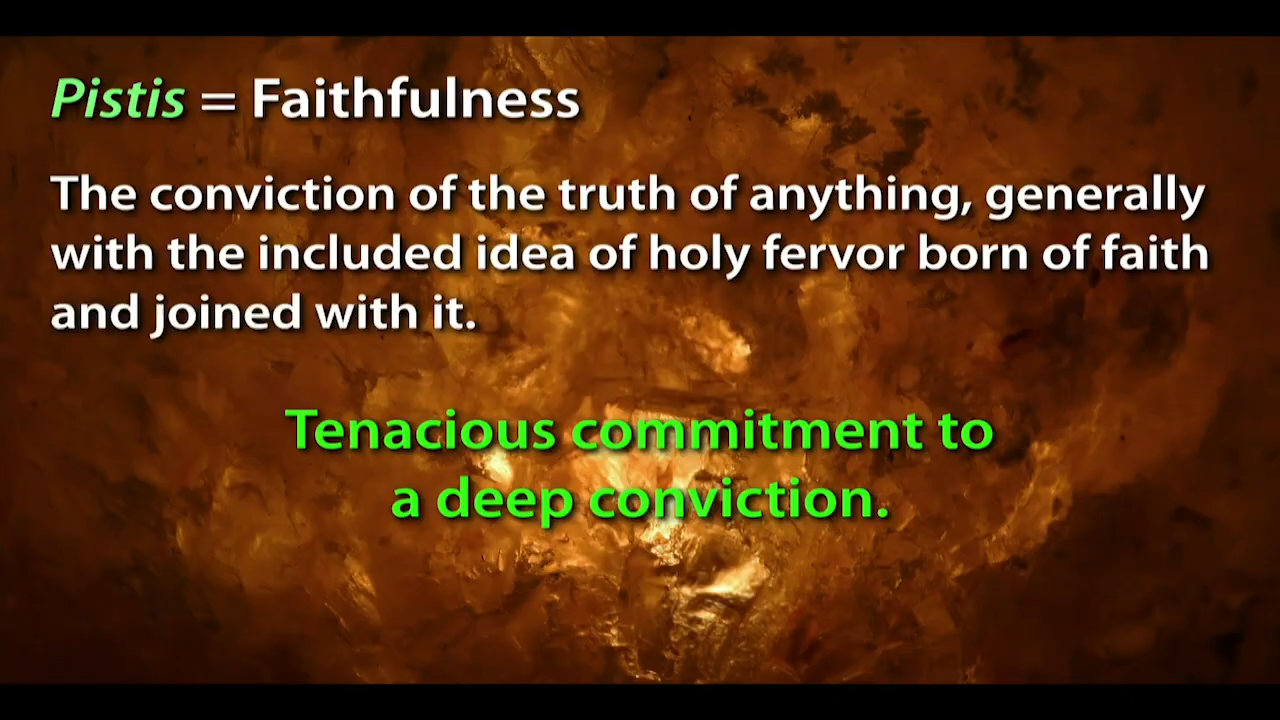 Pistis = Faithfulness
The conviction of the truth of anything, generally
with the included idea of holy fervor born of faith
and joined with it.
Tenacious commitment to
a deep conviction.